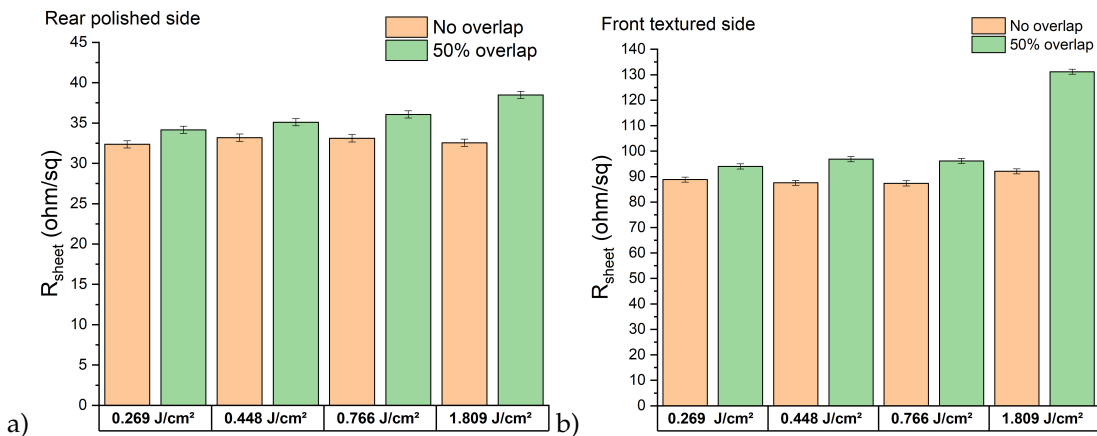 Rear polished side
No overlap
50% overlap
R_sheet (ohm/sq)
45
40
35
30
25
20
15
10
5
0
0.269 J/cm²
0.448 J/cm²
0.766 J/cm²
1.809 J/cm²
a)
Front textured side
No overlap
50% overlap
R_sheet (ohm/sq)
140
130
120
110
100
90
80
70
60
50
40
30
20
10
0
0.269 J/cm²
0.448 J/cm²
0.766 J/cm²
1.809 J/cm²
b)